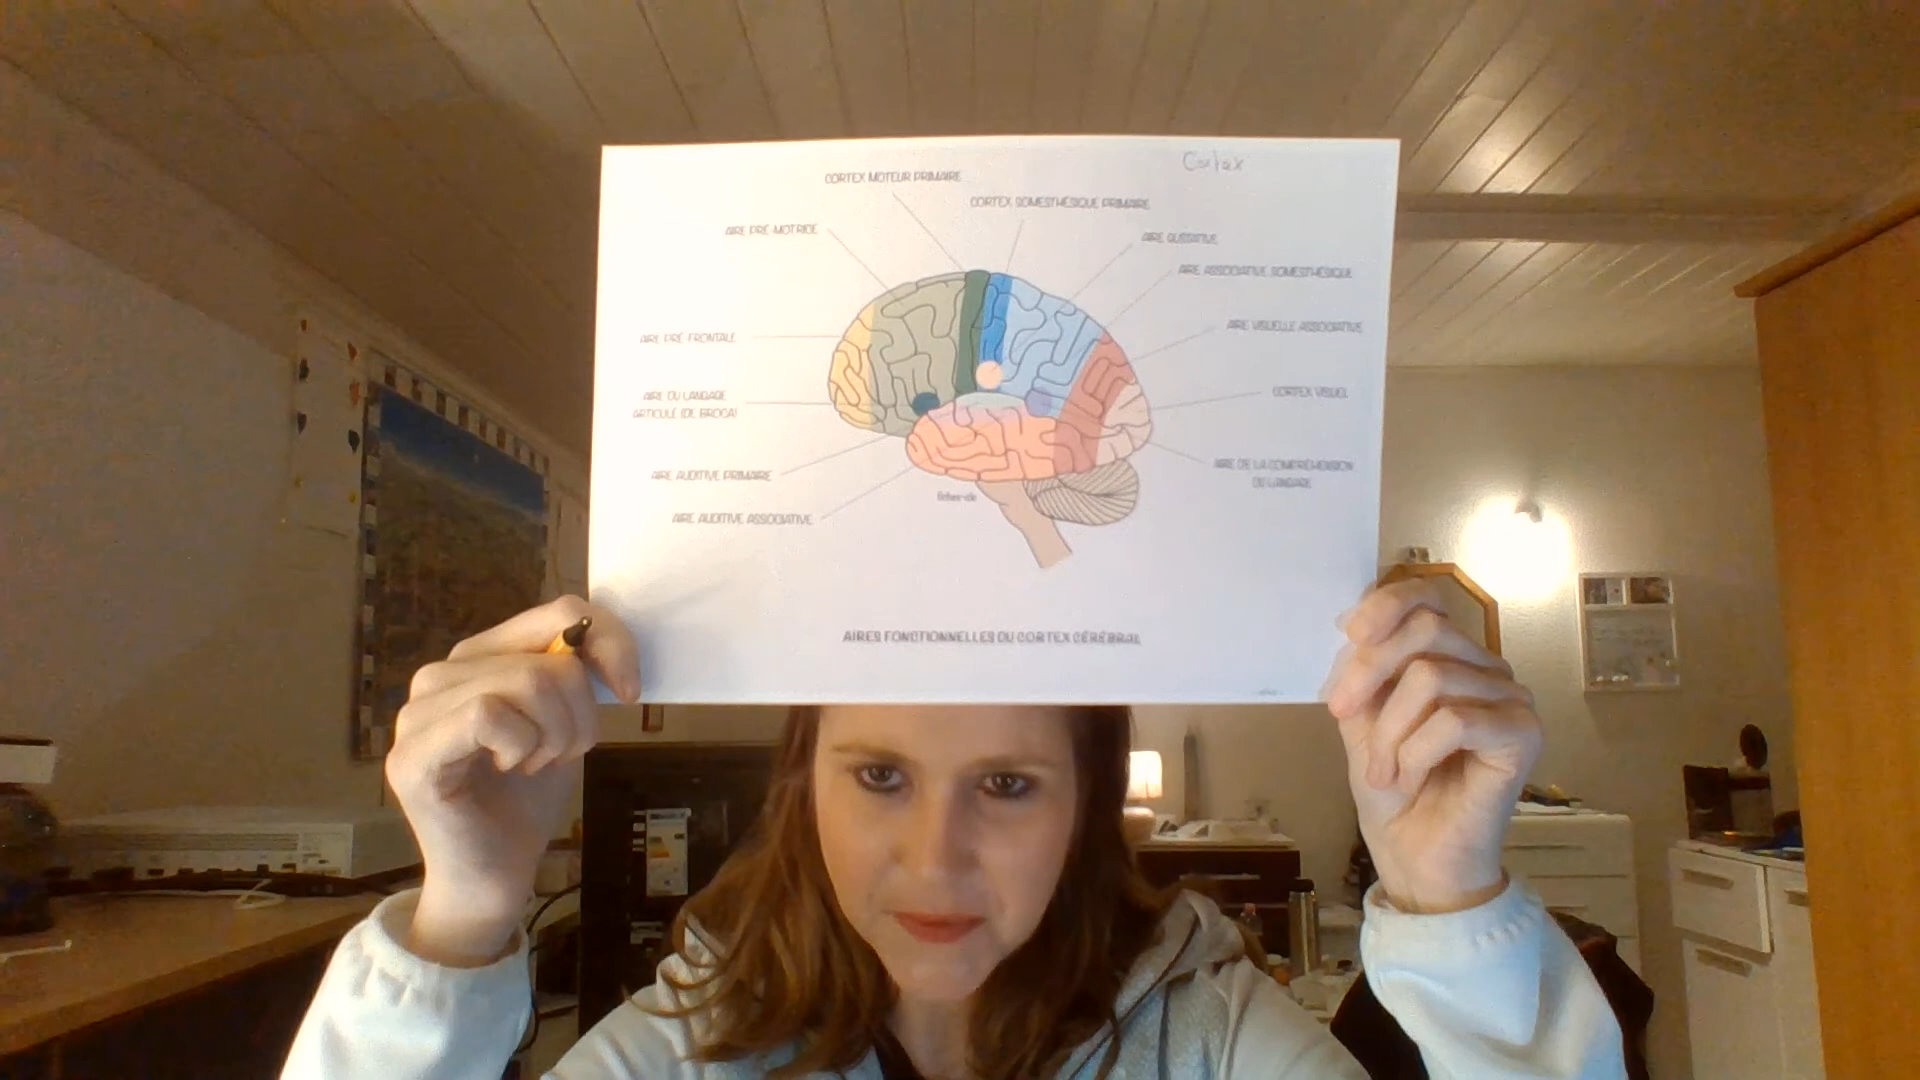 Cortex
CORTEX MOTEUR PRIMAIRE
CORTEX SOMESTHÉSIQUE PRIMAIRE
AIRE PRÉ-MOTRICE
AIRE GUSTATIVE
AIRE ASSOCIATIVE SOMESTHÉSIQUE
AIRE VISUELLE ASSOCIATIVE
AIRE PRÉ FRONTALE
CORTEX VISUEL
AIRE DU LANGAGE
ARTICULÉ (DE BROCA)
AIRE DE LA COMPRÉHENSION
DU LANGAGE
AIRE AUDITIVE PRIMAIRE
fiches-ide
AIRE AUDITIVE ASSOCIATIVE
AIRES FONCTIONNELLES DU CORTEX CÉRÉBRAL